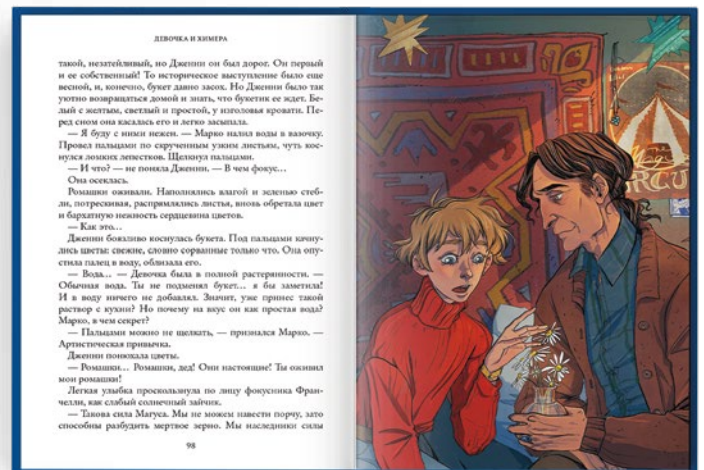 ДЕВОЧКА И ХИМЕРА
такой, незатейливый, но Дженни он был дорог. Он первый
и ее собственный! То историческое выступление было еще
весной, и, конечно, букет давно засох. Но Дженни было так
уютно возвращаться домой и знать, что букетик ее ждет. Бе-
лый с желтым, светлый и простой, у изголовья кровати. Пе-
ред сном она касалась его и легко засыпала.
— Я буду с ними нежен. — Марко налил воды в вазочку.
Провел пальцами по скрученным узким листьям, чуть кос-
нулся ломких лепестков. Щелкнул пальцами.
— И что? — не поняла Дженни. — В чем фокус...
Она осеклась.
Ромашки оживали. Наполнялись влагой и зеленью стеб-
ли, потрескивая, распрямлялись листья, вновь обретала цвет
и бархатную нежность сердцевина цветов.
— Как это...
Дженни боязливо коснулась букета. Под пальцами качну-
лись цветы: свежие, словно сорванные только что. Она опу-
стила палец в воду, облизала его.
— Вода... — Девочка была в полной растерянности. —
Обычная вода. Ты не подменял букет... я бы заметила!
И в воду ничего не добавлял. Значит, уже принес такой
раствор с кухни? Но почему на вкус он как простая вода?
Марко, в чем секрет?
— Пальцами можно не щелкать, — признался Марко. —
Артистическая привычка.
Дженни понюхала цветы.
— Ромашки... Ромашки, дед! Они настоящие! Ты оживил
мои ромашки!
Легкая улыбка проскользнула по лицу фокусника Фран-
челли, как слабый солнечный зайчик.
— Такова сила Магуса. Мы не можем навести порчу, зато
способны разбудить мертвое зерно. Мы наследники силы
98
The